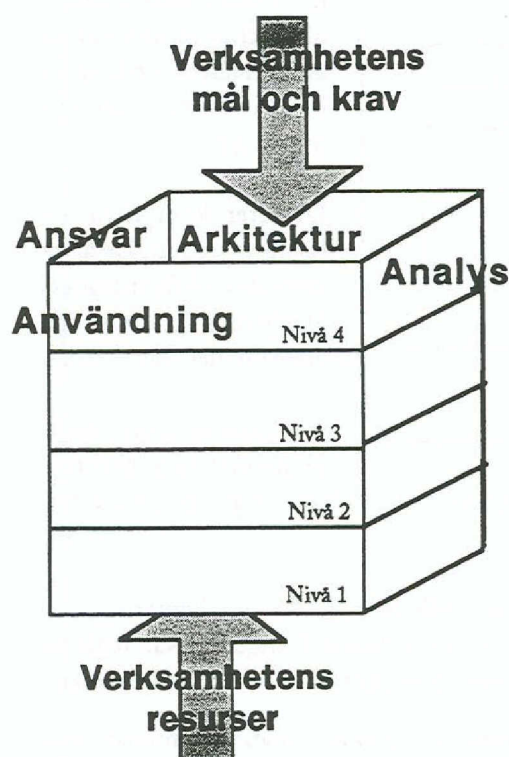 Verksamhetens
mål och krav
Ansvar
Arkitektur
Analys
Användning
Nivå 4
Nivå 3
Nivå 2
Nivå 1
Verksamhetens
resurser